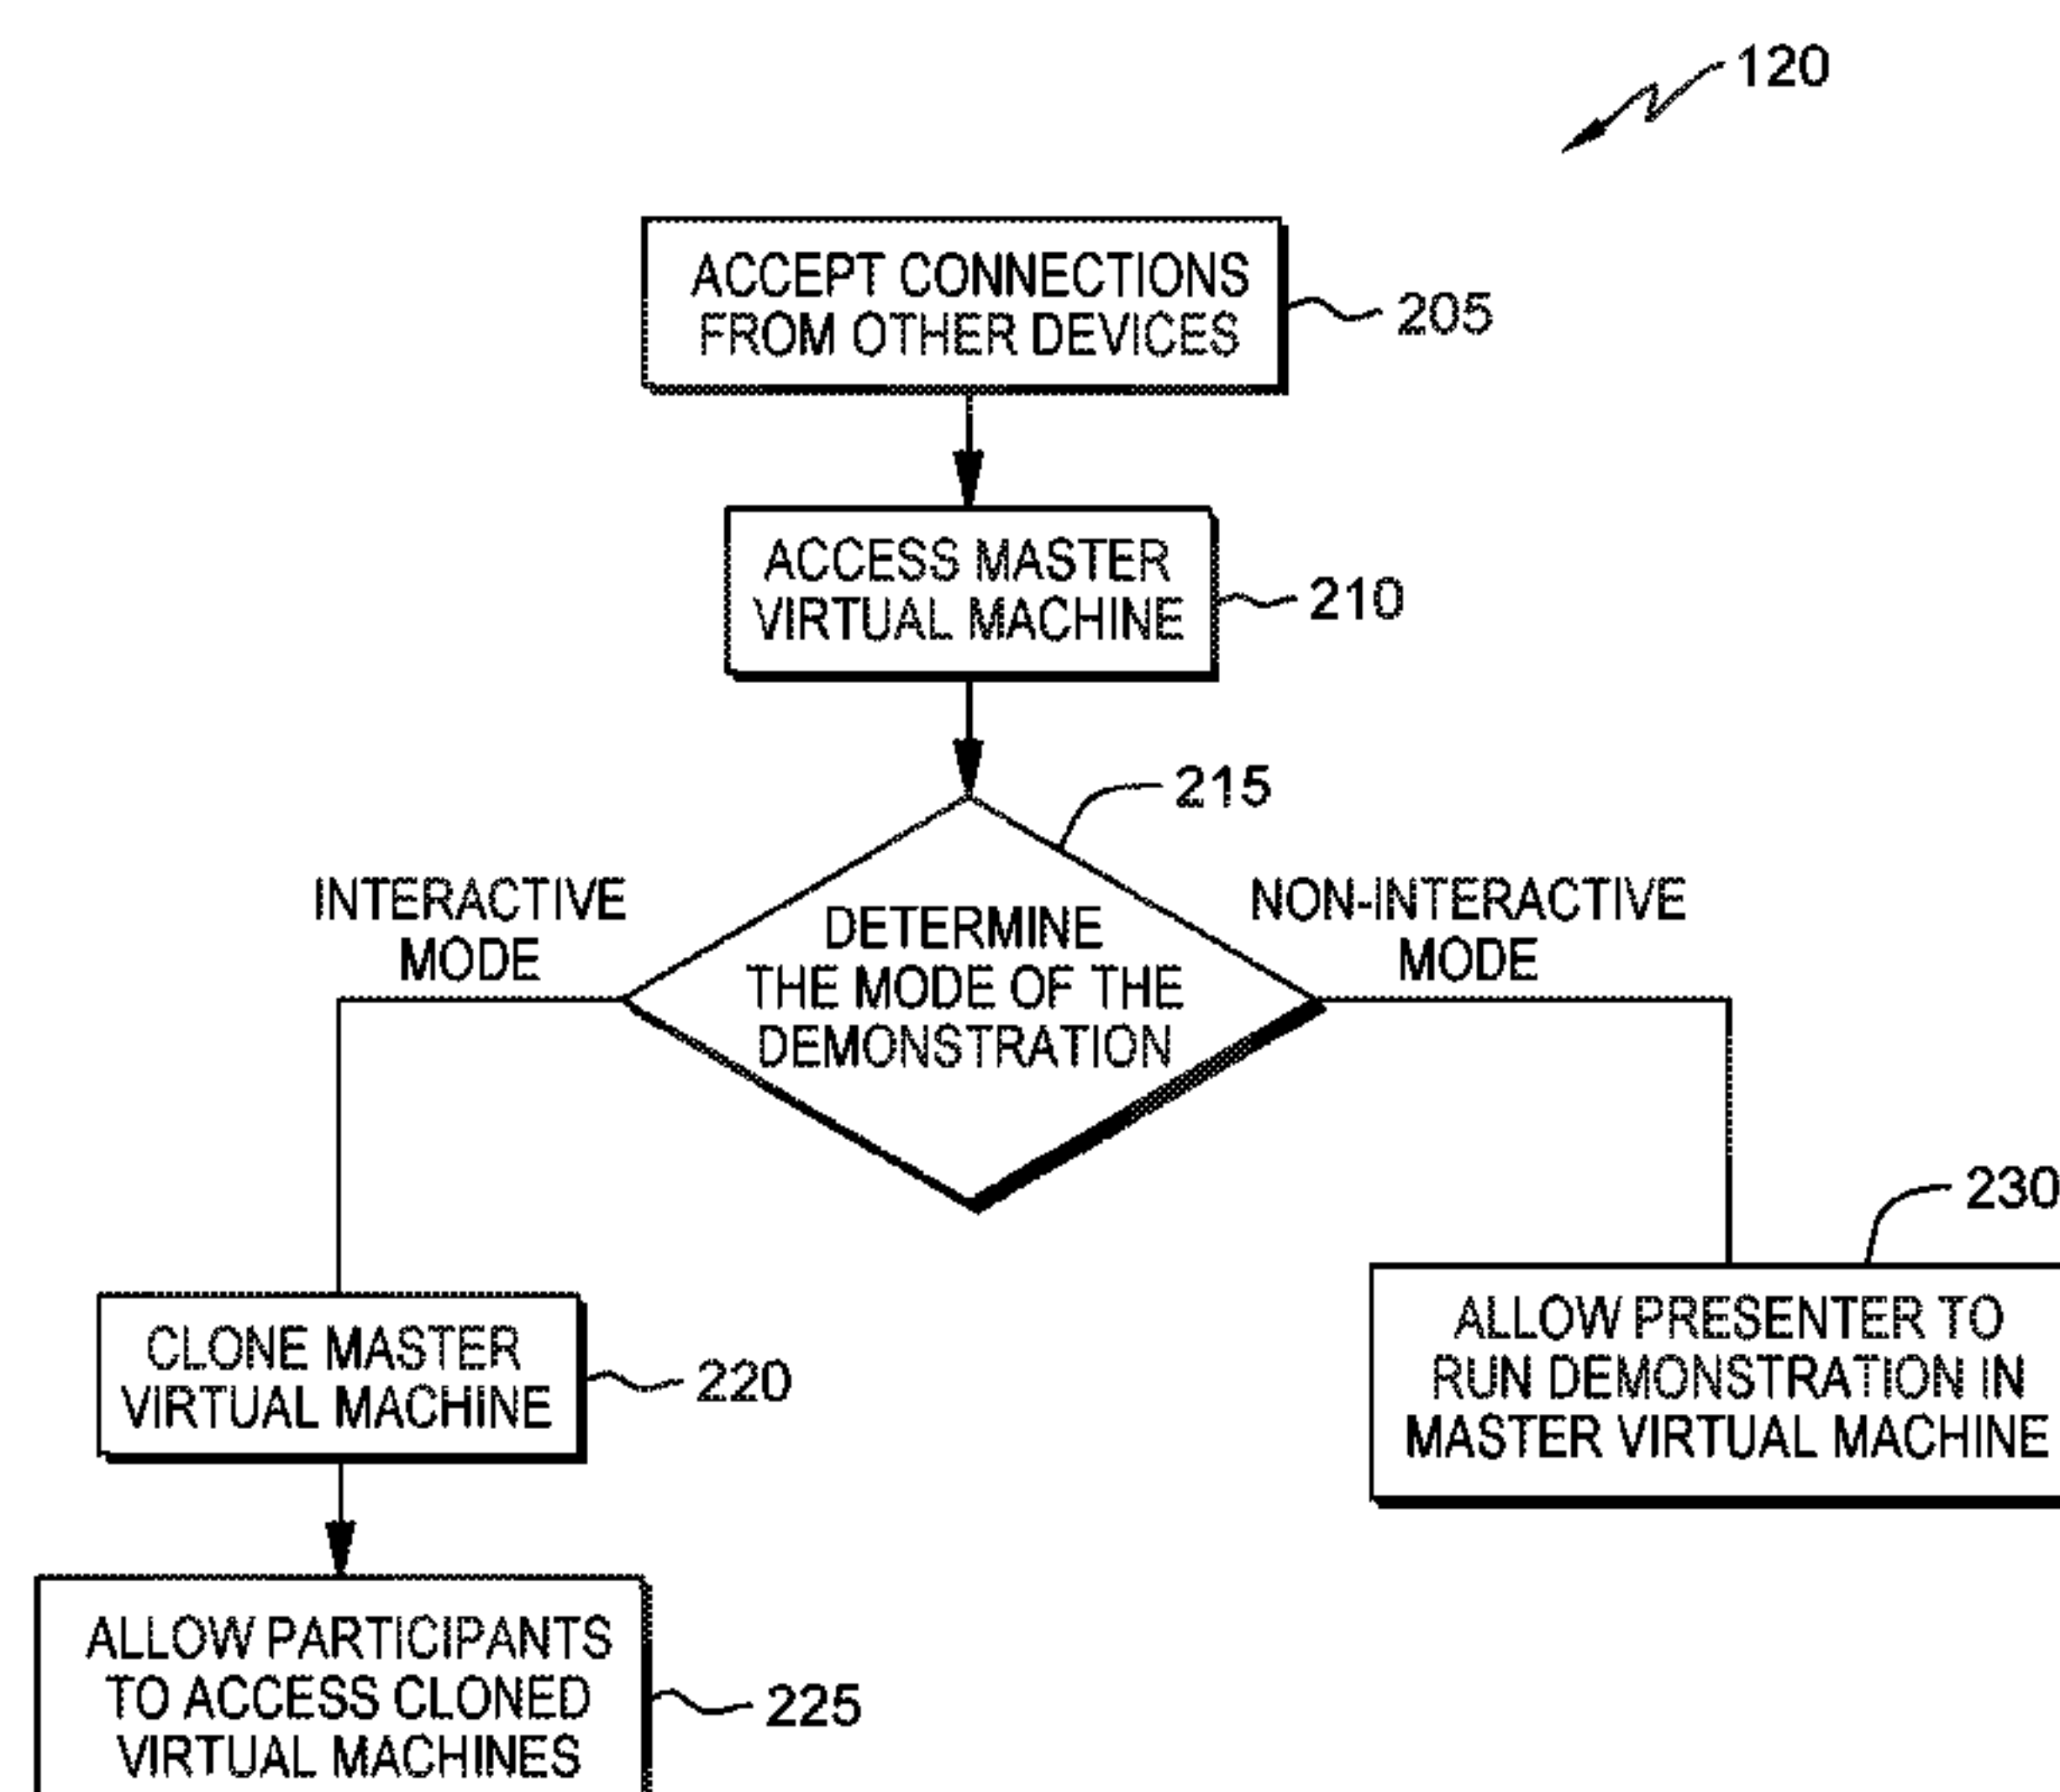 120
ACCEPT CONNECTIONS
FROM OTHER DEVICES
205
ACCESS MASTER
VIRTUAL MACHINE
210
215
INTERACTIVE
MODE
DETERMINE
THE MODE OF THE
DEMONSTRATION
NON-INTERACTIVE
MODE
230
CLONE MASTER
VIRTUAL MACHINE
220
ALLOW PRESENTER TO
RUN DEMONSTRATION IN
MASTER VIRTUAL MACHINE
ALLOW PARTICIPANTS
TO ACCESS CLONED
VIRTUAL MACHINES
225